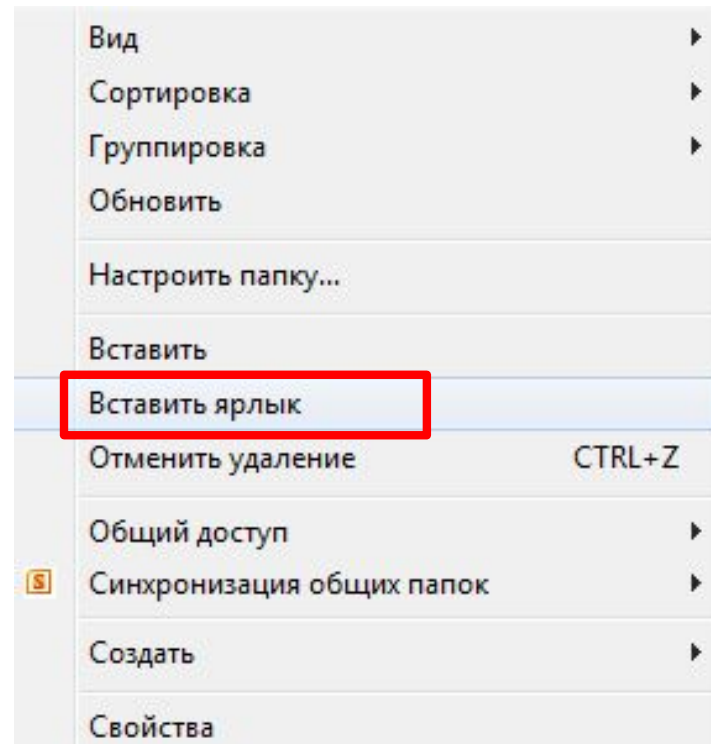 Вид
Сортировка
Группировка
Обновить
Настроить папку...
Вставить
Вставить ярлык
Отменить удаление CTRL+Z
Общий доступ
S Синхронизация общих папок
Создать
Свойства